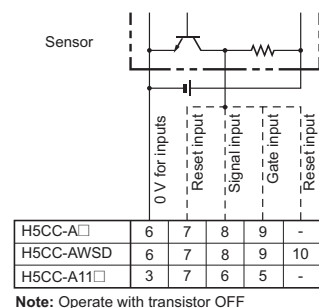 Sensor
0 V for inputs
Reset input
Signal input
Gate input
Reset input
H5CC-A□ 6 7 8 9 -
H5CC-AWSD 6 7 8 9 10
H5CC-A11□ 3 7 6 5 -
Note: Operate with transistor OFF